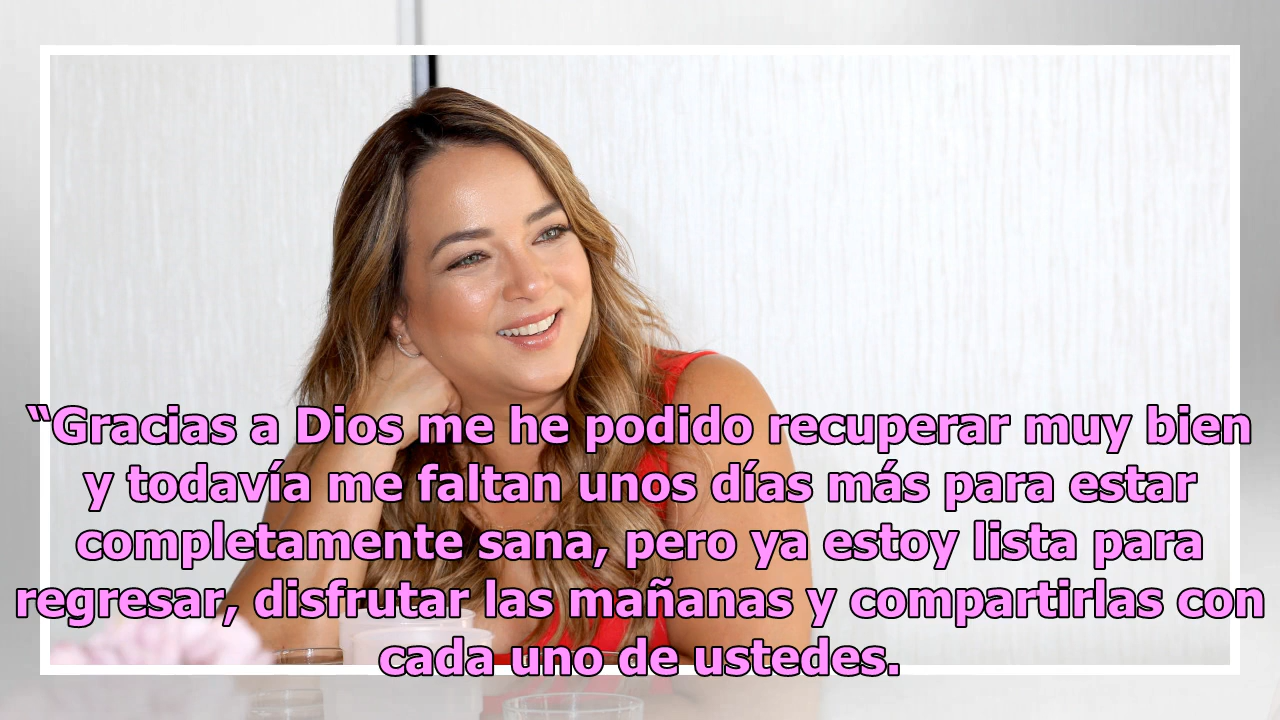 “Gracias a Dios me he podido recuperar muy bien
y todavía me faltan unos días más para estar
completamente sana, pero ya estoy lista para
regresar, disfrutar las mañanas y compartirlas con
cada uno de ustedes.